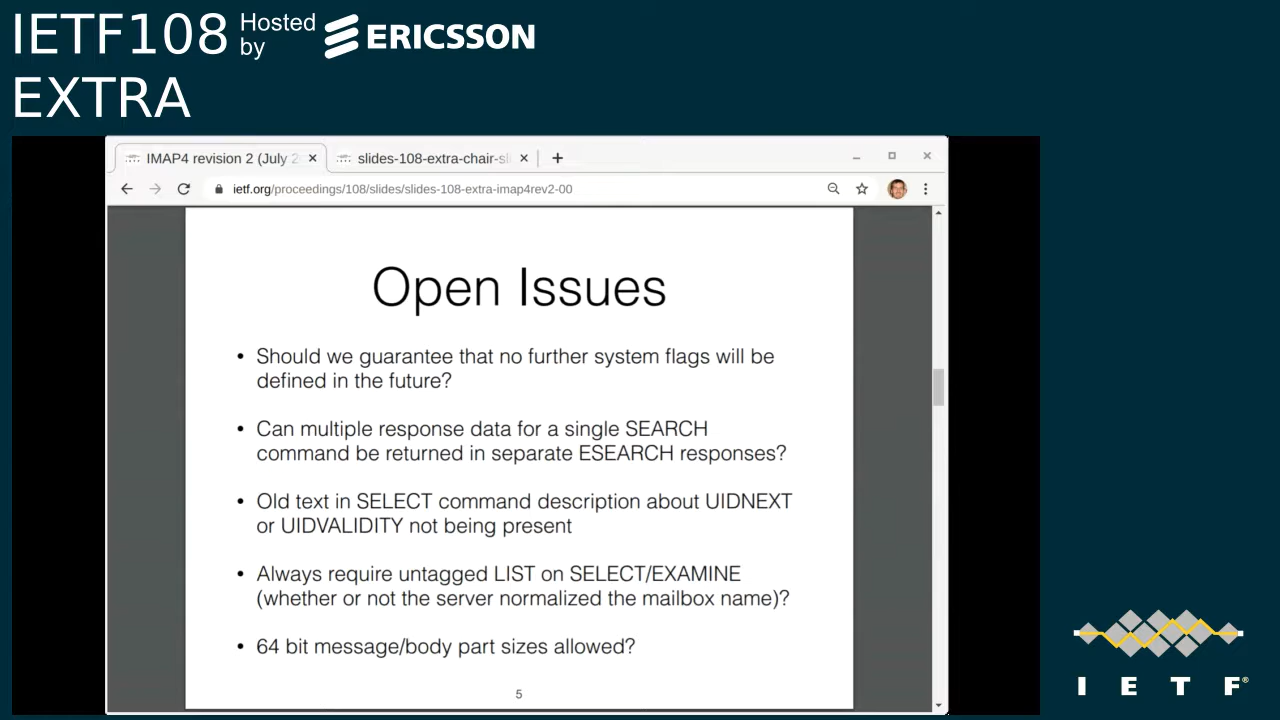 IETF108 Hosted by ERICSSON
EXTRA
IMAP4 revision 2 (July 2
slides-108-extra-chair-sl
ietf.org/proceedings/108/slides/slides-108-extra-imap4rev2-00
Open Issues
• Should we guarantee that no further system flags will be
defined in the future?
• Can multiple response data for a single SEARCH
command be returned in separate ESEARCH responses?
• Old text in SELECT command description about UIDNEXT
or UIDVALIDITY not being present
• Always require untagged LIST on SELECT/EXAMINE
(whether or not the server normalized the mailbox name)?
• 64 bit message/body part sizes allowed?
5
I E T F®